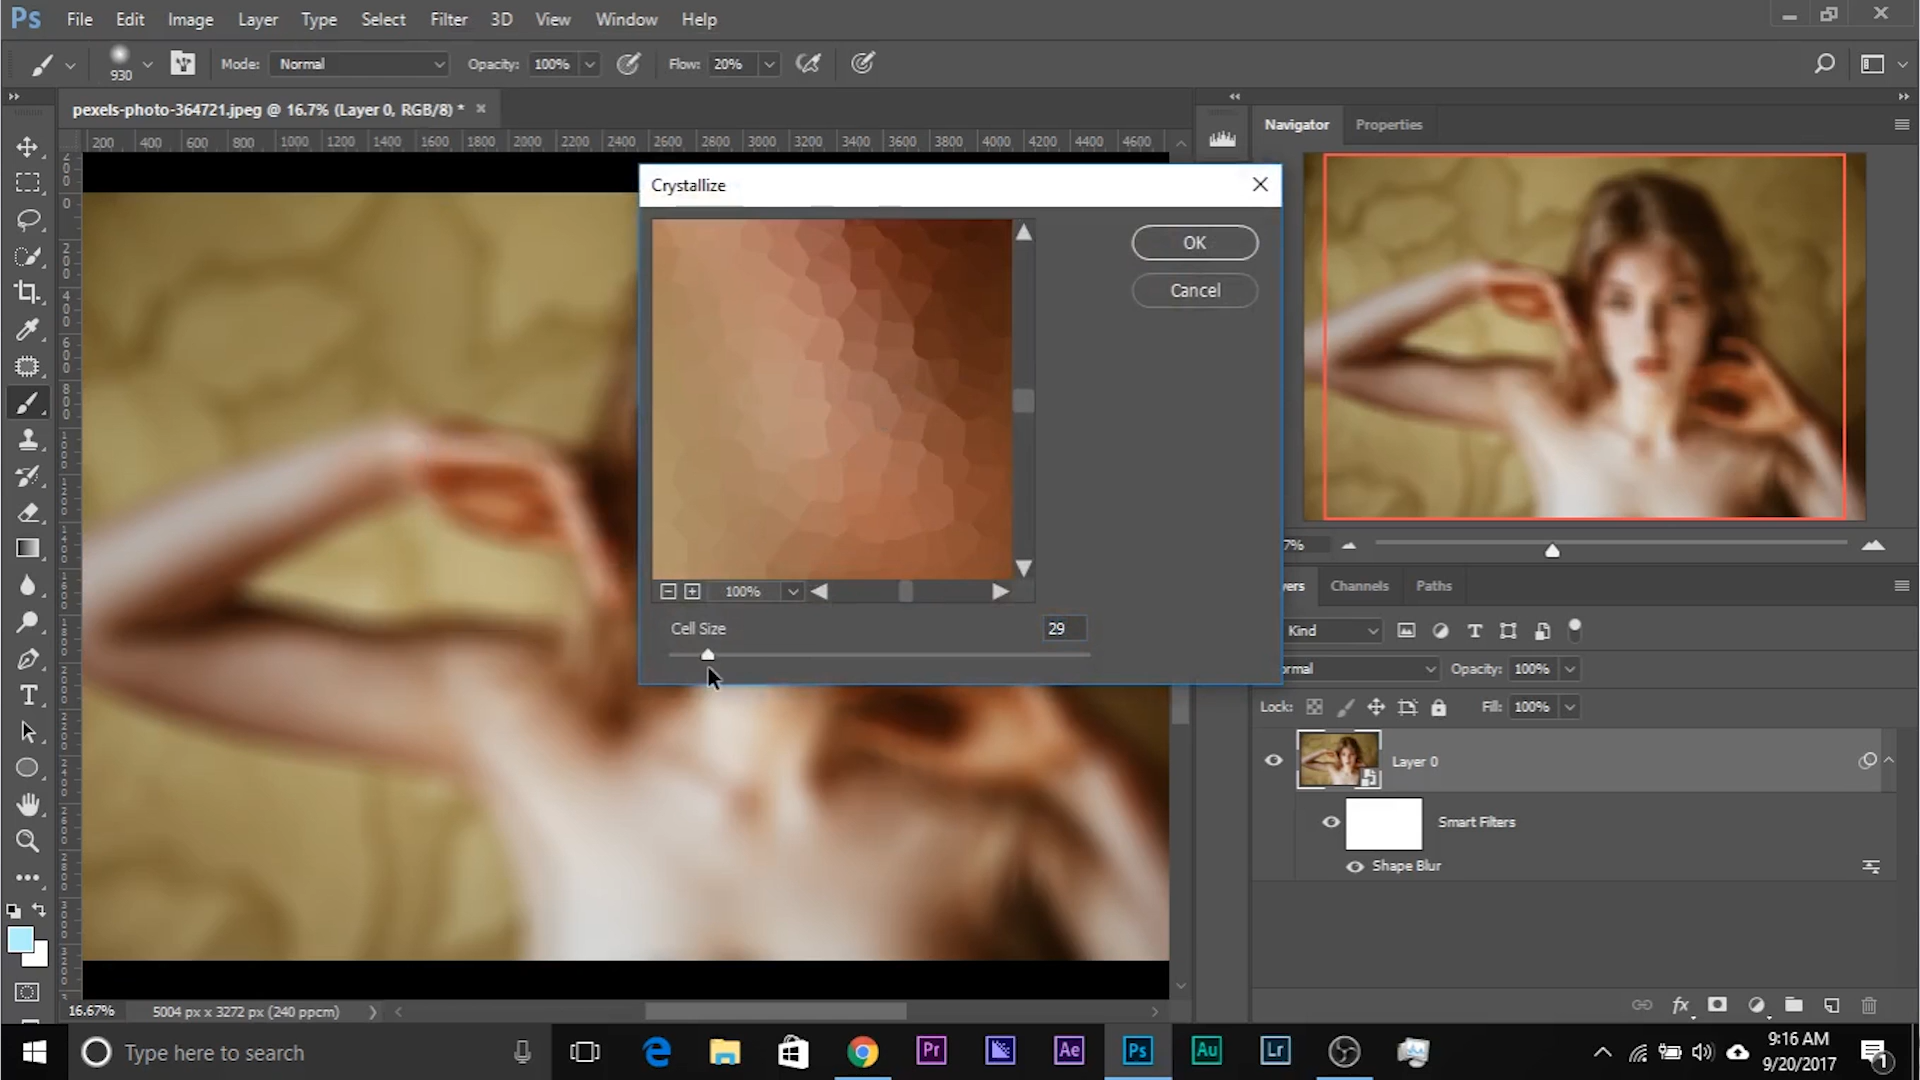 Ps File Edit Image Layer Type Select Filter 3D View Window Help
930 Mode: Normal Opacity: 100% Flow: 20%
pexels-photo-364721.jpeg @ 16.7% (Layer 0, RGB/8) *
200 400 600 800 1000 1200 1400 1600 1800 2000 2200 2400 2600 2800 3000 3200 3400 3600 3800 4000 4200 4400 4600
Navigator Properties
Crystallize
OK
Cancel
100%
Cell Size 29
7%
yers Channels Paths
Kind
rmal Opacity: 100%
Lock: Fill: 100%
Layer 0
Smart Filters
Shape Blur
fx
16.67% 5004 px x 3272 px (240 ppcm)
Type here to search
Pr Ae Ps Au Lr
9:16 AM
9/20/2017
1